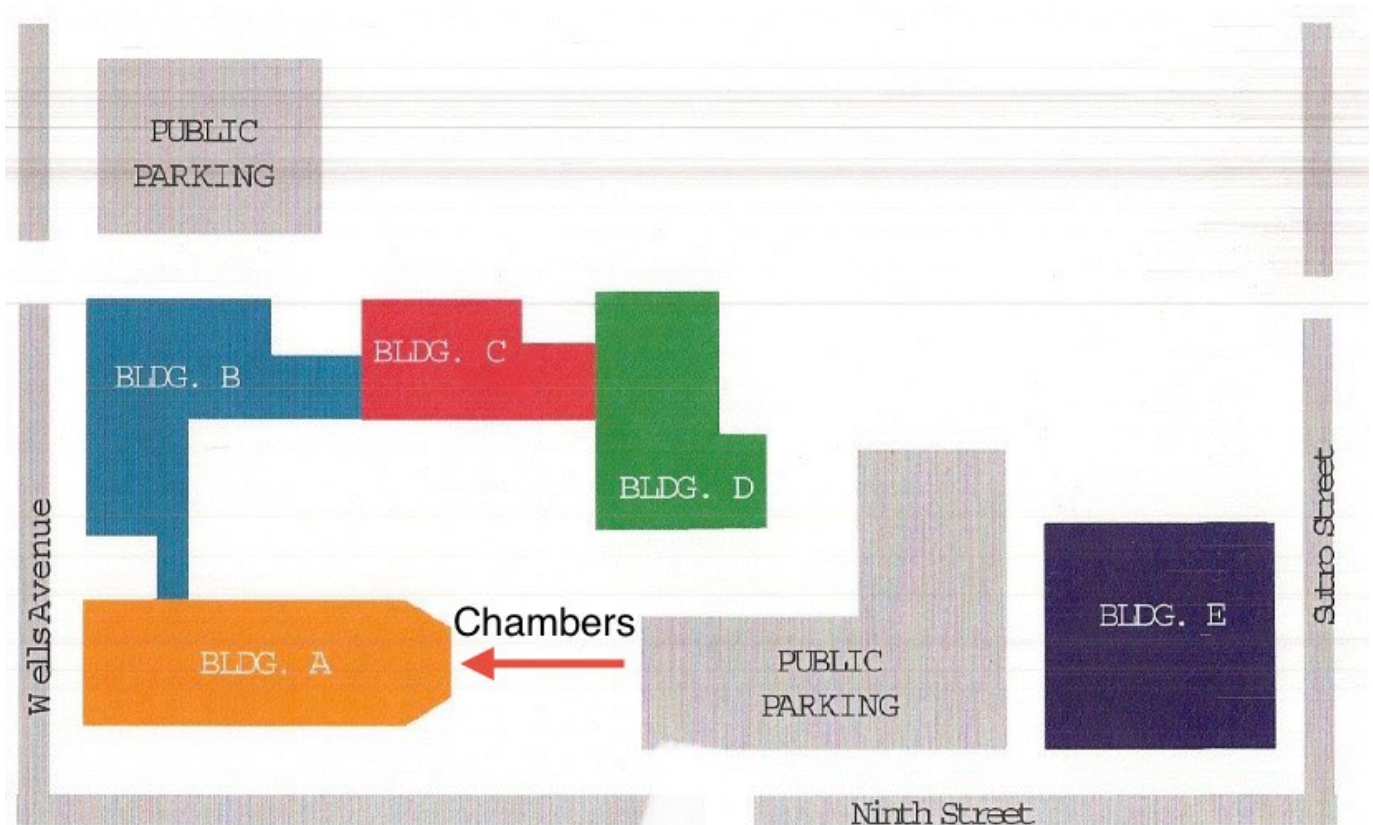 PUBLIC
PARKING
BLDG. C
BLDG. B
BLDG. D
Wells Avenue
Sutro Street
Chambers
BLDG. E
BLDG. A
PUBLIC
PARKING
Ninth Street